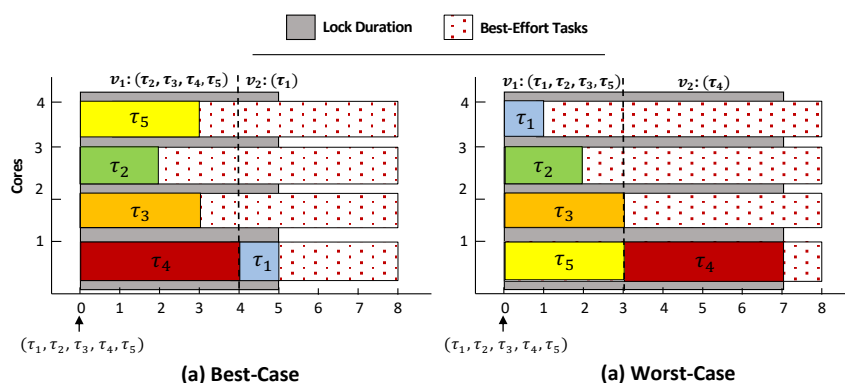 Lock Duration
Best-Effort Tasks
v₁: (τ₂, τ₃, τ₄, τ₅)
v₂: (τ₁)
Cores
4
3
2
1
τ₅
τ₂
τ₃
τ₄
τ₁
0 1 2 3 4 5 6 7 8
(τ₁, τ₂, τ₃, τ₄, τ₅)
(a) Best-Case
v₁: (τ₁, τ₂, τ₃, τ₅)
v₂: (τ₄)
4
3
2
1
τ₁
τ₂
τ₃
τ₅
τ₄
0 1 2 3 4 5 6 7 8
(τ₁, τ₂, τ₃, τ₄, τ₅)
(a) Worst-Case